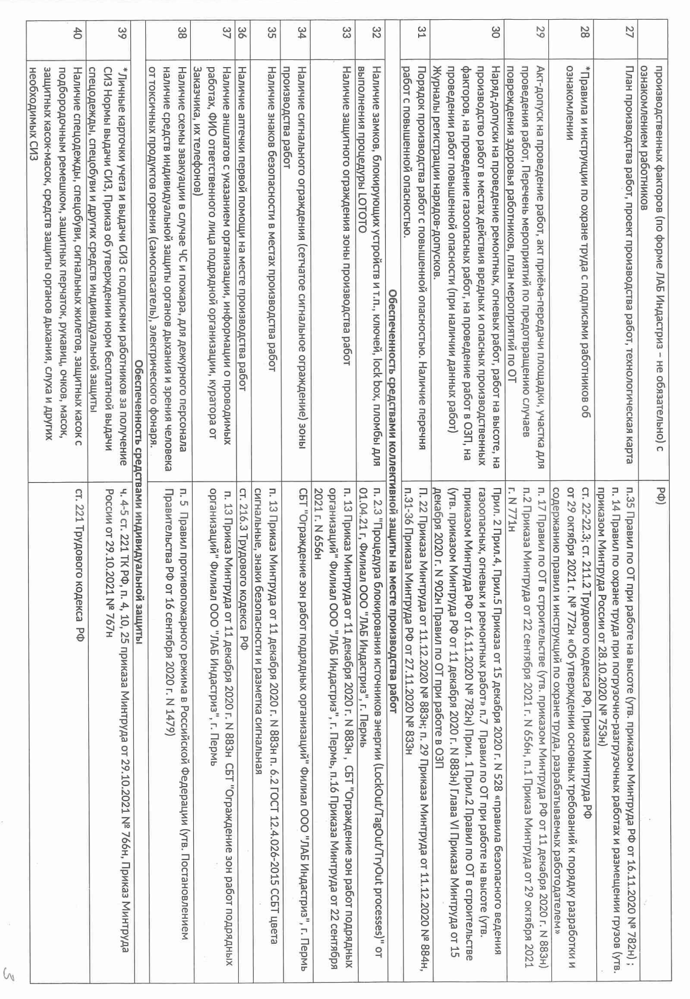 производственных факторов (по форме ЛАБ Индастриз – не обязательно) с
ознакомлением работников
РФ)
27
План производства работ, проект производства работ, технологическая карта
п.35 Правил по ОТ при работе на высоте (утв. приказом Минтруда РФ от 16.11.2020 № 782н) ;
п. 14 Правил по охране труда при погрузочно-разгрузочных работах и размещении грузов (утв.
приказом Минтруда России от 28.10.2020 № 753н)
28
*Правила и инструкции по охране труда с подписями работников об
ознакомлении
ст. 22-22.3; ст. 211.2 Трудового кодекса РФ, Приказ Минтруда РФ
от 29 октября 2021 г. № 772н «Об утверждении основных требований к порядку разработки и
содержанию правил и инструкций по охране труда, разрабатываемых работодателем»
29
Акт-допуск на проведение работ, акт приёма-передачи площадки, участка для
проведения работ, Перечень мероприятий по предотвращению случаев
повреждения здоровья работников, план мероприятий по ОТ
п. 17 Правил по ОТ в строительстве (утв. приказом Минтруда РФ от 11 декабря 2020 г. N 883н)
п.2 Приказа Минтруда от 22 сентября 2021 г. N 656н, п.1 Приказ Минтруда от 29 октября 2021
г. N 771н
30
Наряд-допуски на проведение ремонтных, огневых работ, работ на высоте, на
производство работ в местах действия вредных и опасных производственных
факторов, на проведение газоопасных работ, на проведение работ в ОЗП, на
проведении работ повышенной опасности (при наличии данных работ)
Журналы регистрации нарядов-допусков.
Прил. 2 Прил.4, Прил.5 Приказа от 15 декабря 2020 г. N 528 «правила безопасного ведения
газоопасных, огневых и ремонтных работ» п.7 Правил по ОТ при работе на высоте (утв.
приказом Минтруда РФ от 16.11.2020 № 782н) Прил. 1 Прил.2 Правил по ОТ в строительстве
(утв. приказом Минтруда РФ от 11 декабря 2020 г. N 883н) Глава VI Приказа Минтруда от 15
декабря 2020 г. N 902н Правил по ОТ при работе в ОЗП
31
Порядок производства работ с повышенной опасностью. Наличие перечня
работ с повышенной опасностью.
П. 22 Приказа Минтруда от 11.12.2020 № 883н; п. 29 Приказа Минтруда от 11.12.2020 № 884н,
п.31-36 Приказа Минтруда РФ от 27.11.2020 № 833н
Обеспеченность средствами коллективной защиты на месте производства работ
32
Наличие замков, блокирующих устройств и т.п., ключей, lock box, пломбы для
выполнения процедуры LOTOTO
п. 2.3 "Процедура блокирования источников энергии (LockOut/TagOut/TryOut processes)" от
01.04.21 г, Филиал ООО "ЛАБ Индастриз", г. Пермь
33
Наличие защитного ограждения зоны производства работ
п. 13 Приказ Минтруда от 11 декабря 2020 г. N 883н , СБТ "Ограждение зон работ подрядных
организаций" Филиал ООО "ЛАБ Индастриз", г. Пермь, п.16 Приказа Минтруда от 22 сентября
2021 г. N 656н
34
Наличие сигнального ограждения (сетчатое сигнальное ограждение) зоны
производства работ
СБТ "Ограждение зон работ подрядных организаций" Филиал ООО "ЛАБ Индастриз", г. Пермь
35
Наличие знаков безопасности в местах производства работ
п. 13 Приказ Минтруда от 11 декабря 2020 г. N 883н п. 6.2 ГОСТ 12.4.026-2015 ССБТ цвета
сигнальные, знаки безопасности и разметка сигнальная
36
Наличие аптечки первой помощи на месте производства работ
ст. 216.3 Трудового кодекса РФ
37
Наличие аншлагов с указанием организации, информации о проводимых
работах, ФИО ответственного лица подрядной организации, куратора от
Заказчика, их телефонов)
п. 13 Приказ Минтруда от 11 декабря 2020 г. N 883н СБТ "Ограждение зон работ подрядных
организаций" Филиал ООО "ЛАБ Индастриз", г. Пермь
38
Наличие схемы эвакуации в случае ЧС и пожара, для дежурного персонала
наличие средств индивидуальной защиты органов дыхания и зрения человека
от токсичных продуктов горения (самоспасатель), электрического фонаря.
п. 5 Правил противопожарного режима в Российской Федерации (утв. Постановлением
Правительства РФ от 16 сентября 2020 г. N 1479)
Обеспеченность средствами индивидуальной защиты
39
*Личные карточки учета и выдачи СИЗ с подписями работников за получение
СИЗ Нормы выдачи СИЗ, Приказ об утверждении норм бесплатной выдачи
спецодежды, спецобуви и других средств индивидуальной защиты
ч. 4-5 ст. 221 ТК РФ, п. 4, 10, 25 приказа Минтруда от 29.10.2021 № 766н, Приказ Минтруда
России от 29.10.2021 № 767н
40
Наличие спецодежды, спецобуви, сигнальных жилетов, защитных касок с
подбородочным ремешком, защитных перчаток, рукавиц, очков, масок,
защитных касок-масок, средств защиты органов дыхания, слуха и других
необходимых СИЗ
ст. 221 Трудового кодекса РФ
3